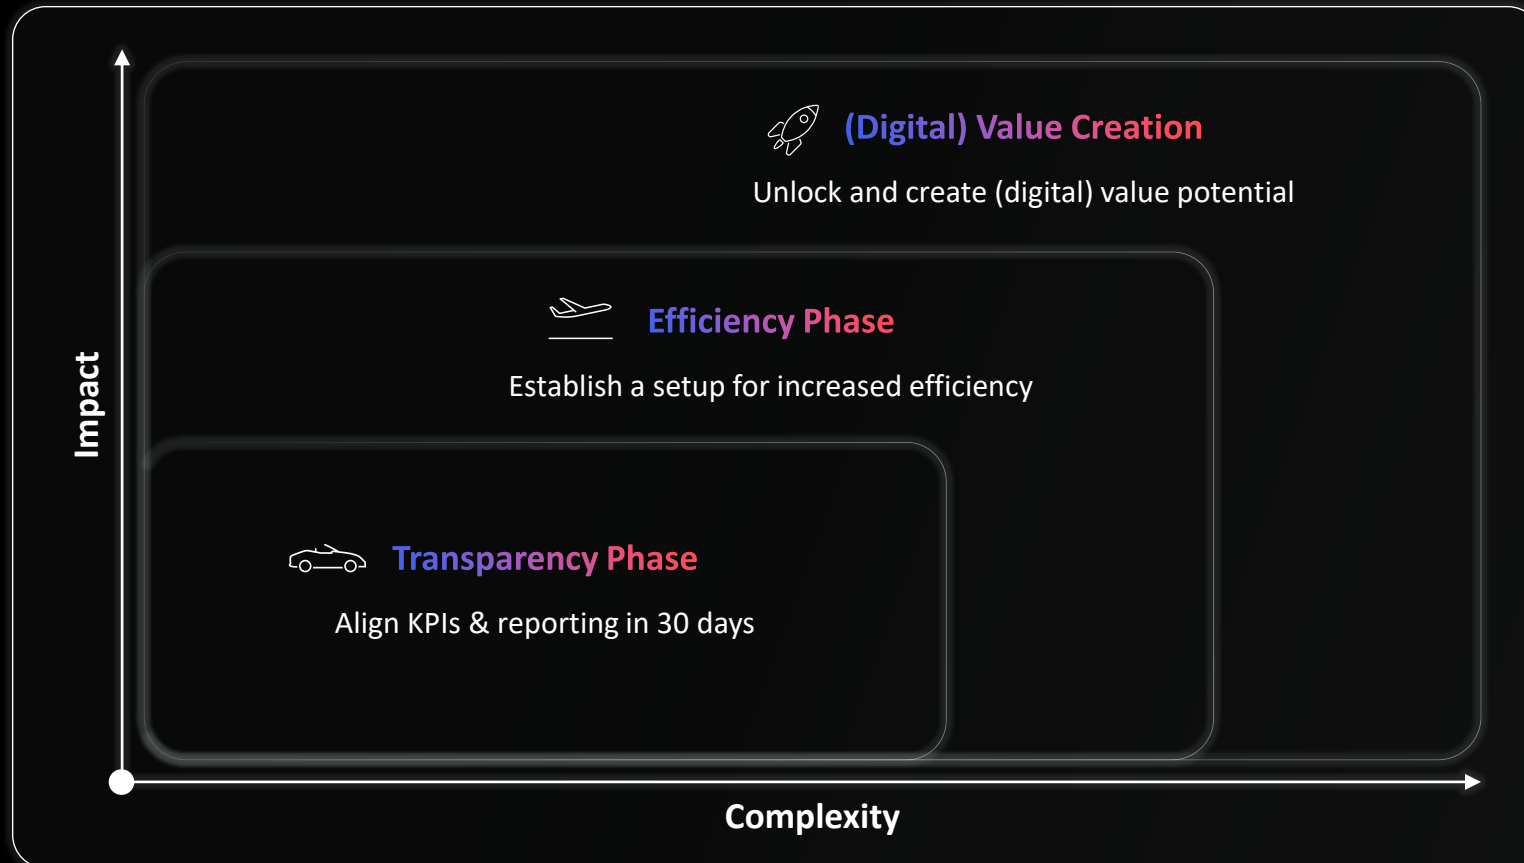 (Digital) Value Creation
Unlock and create (digital) value potential
Efficiency Phase
Establish a setup for increased efficiency
Impact
Transparency Phase
Align KPIs & reporting in 30 days
Complexity